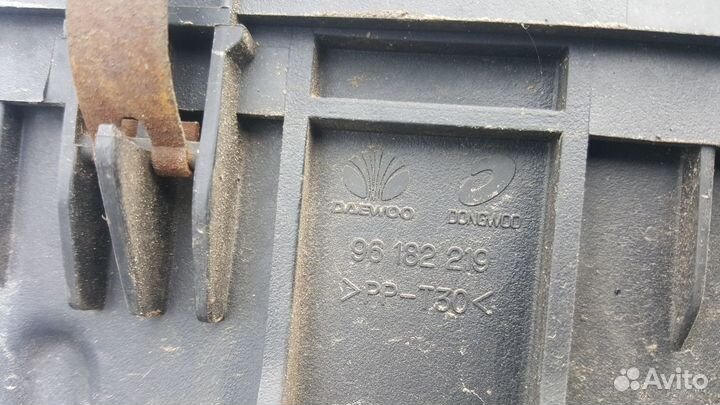 DAEWOO DONGWOO
96 182 219
>PP-T30<
Avito